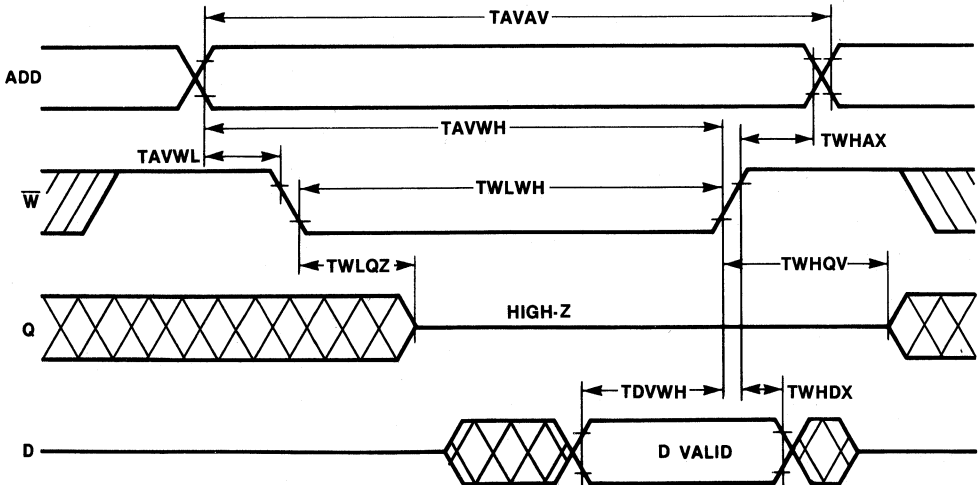 TAVAV
ADD
TAVWH
TAVWL
TWHAX
W
TWLWH
TWLQZ
TWHQV
Q
HIGH-Z
TDVWH
TWHDX
D
D VALID